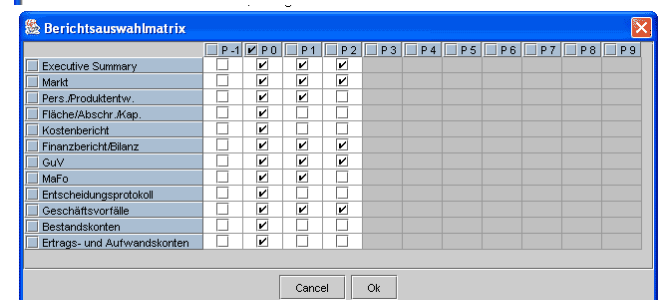 Berichtsauswahlmatrix
P -1 P 0 P 1 P 2 P 3 P 4 P 5 P 6 P 7 P 8 P 9
Executive Summary
Markt
Pers./Produktentw.
Fläche/Abschr./Kap.
Kostenbericht
Finanzbericht/Bilanz
GuV
MaFo
Entscheidungsprotokoll
Geschäftsvorfälle
Bestandskonten
Ertrags- und Aufwandskonten
Cancel Ok